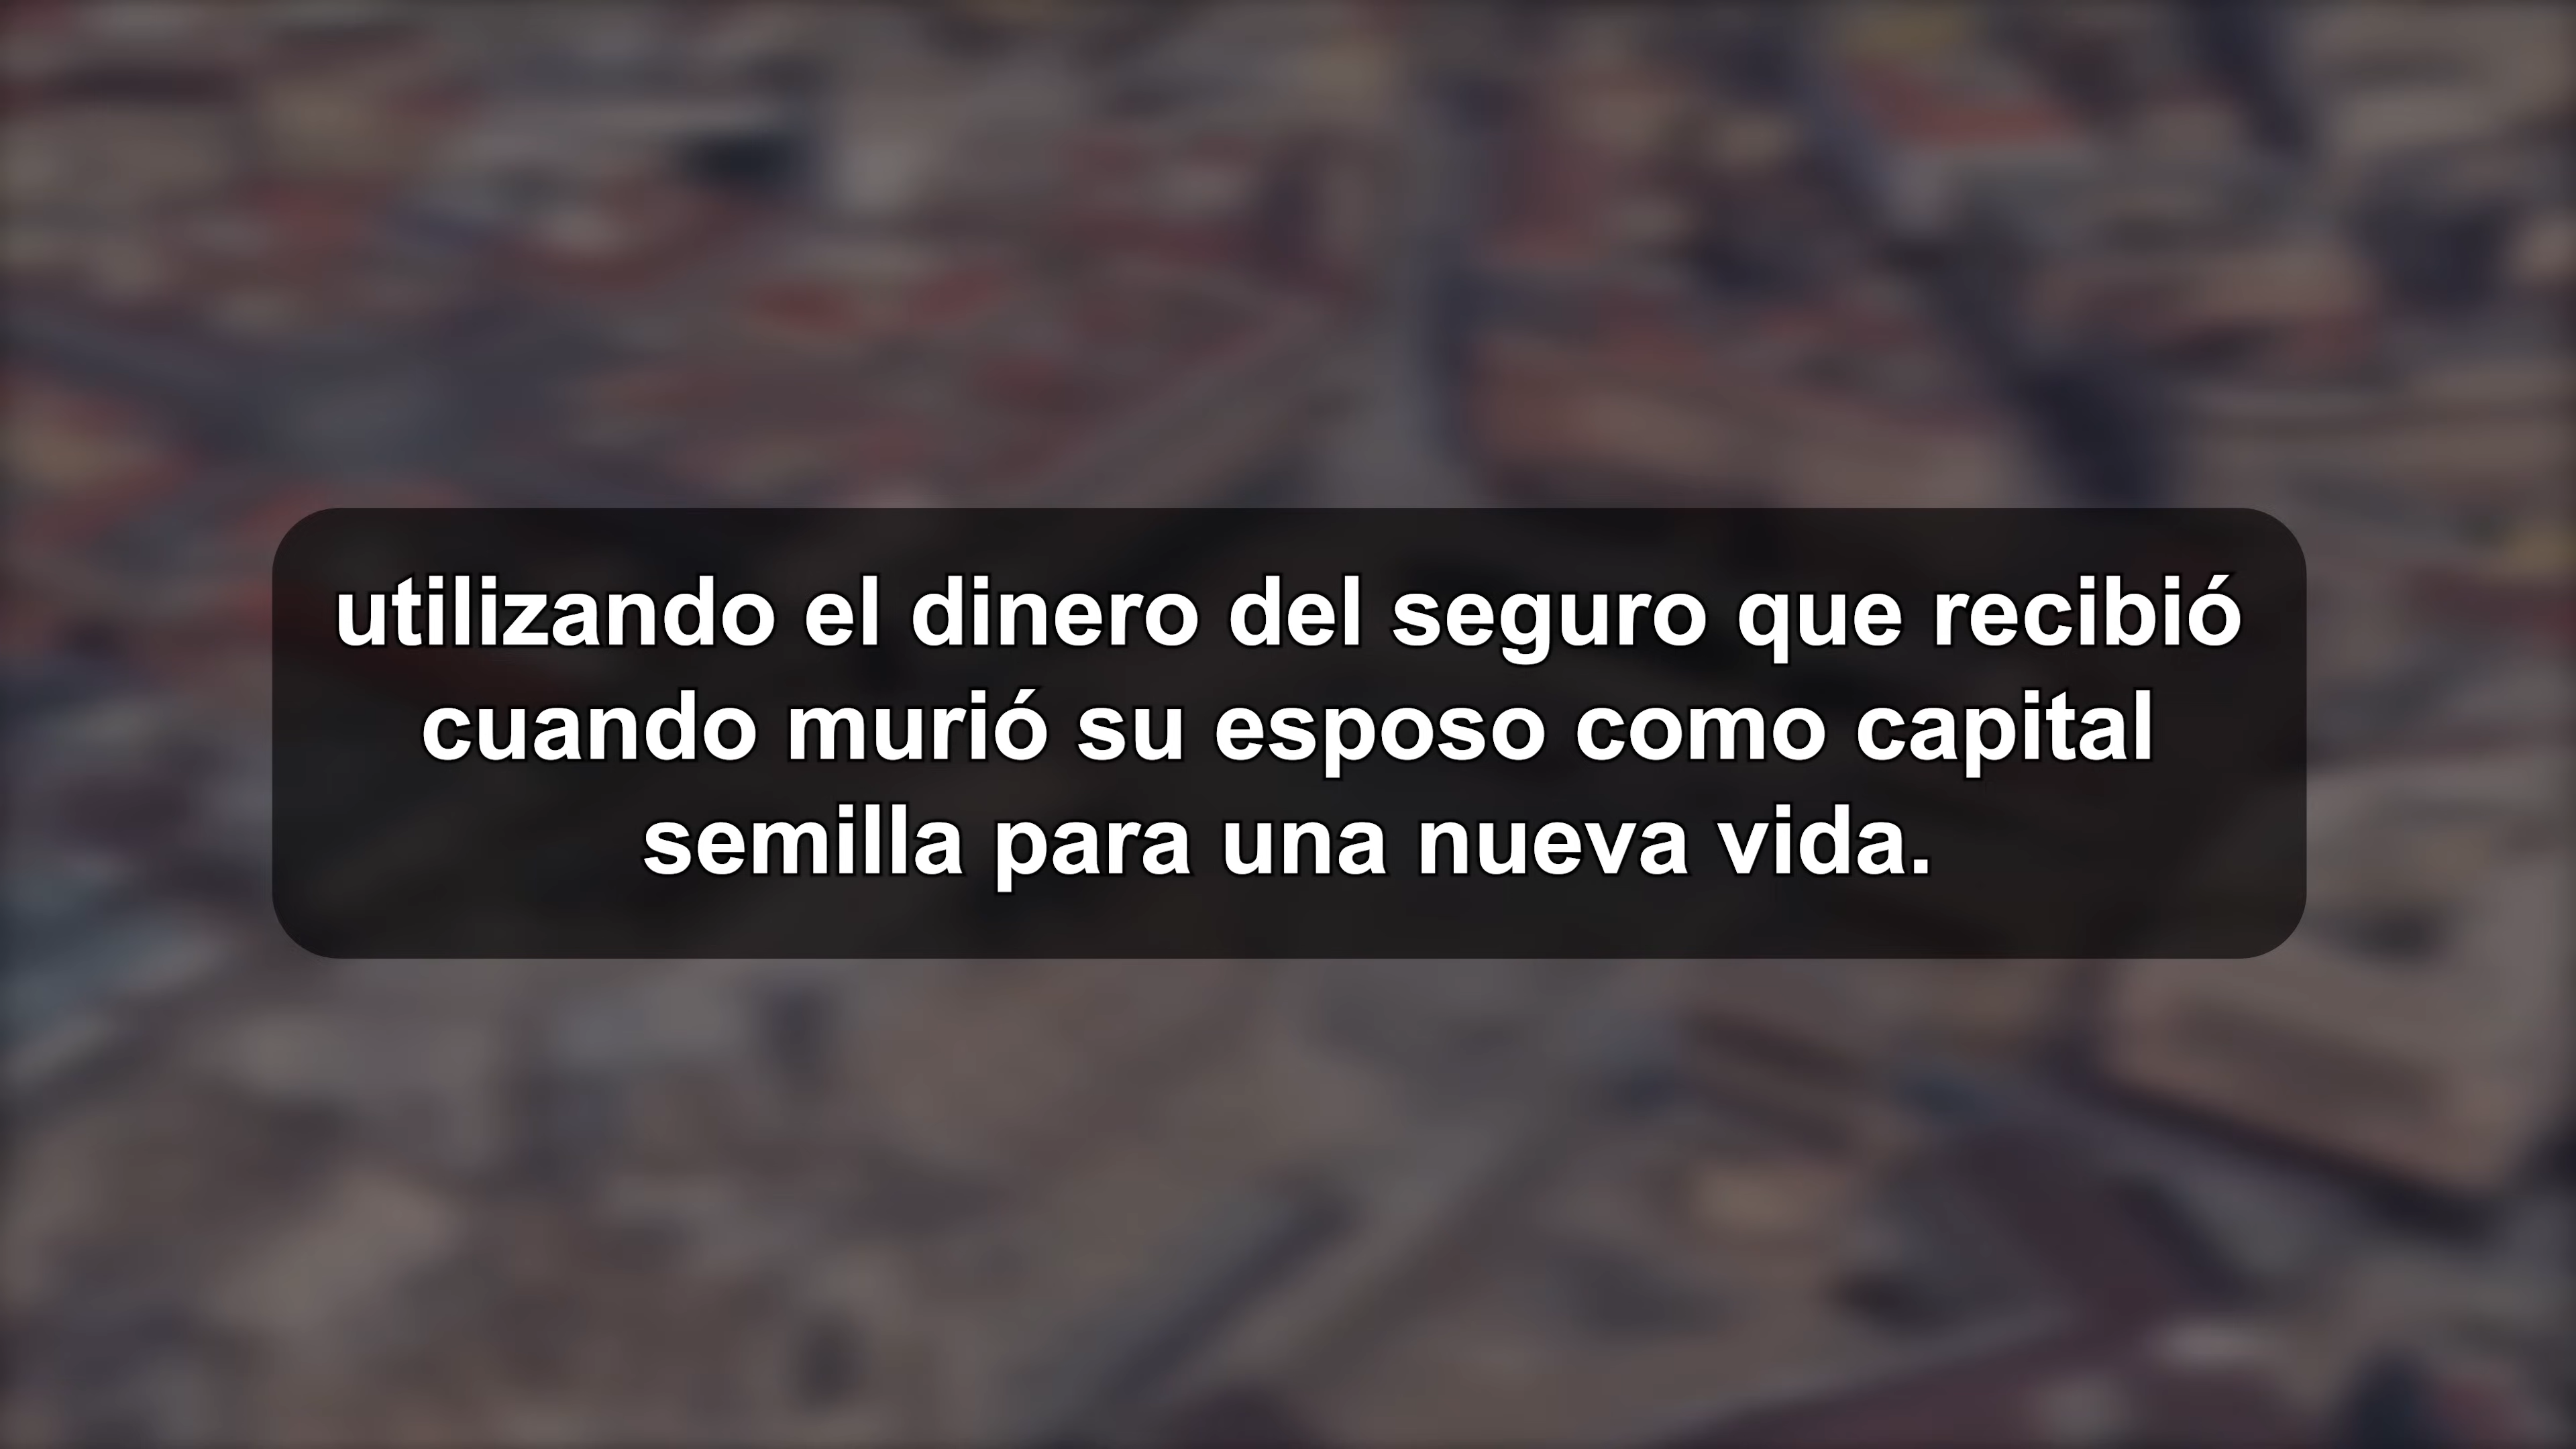 utilizando el dinero del seguro que recibió
cuando murió su esposo como capital
semilla para una nueva vida.